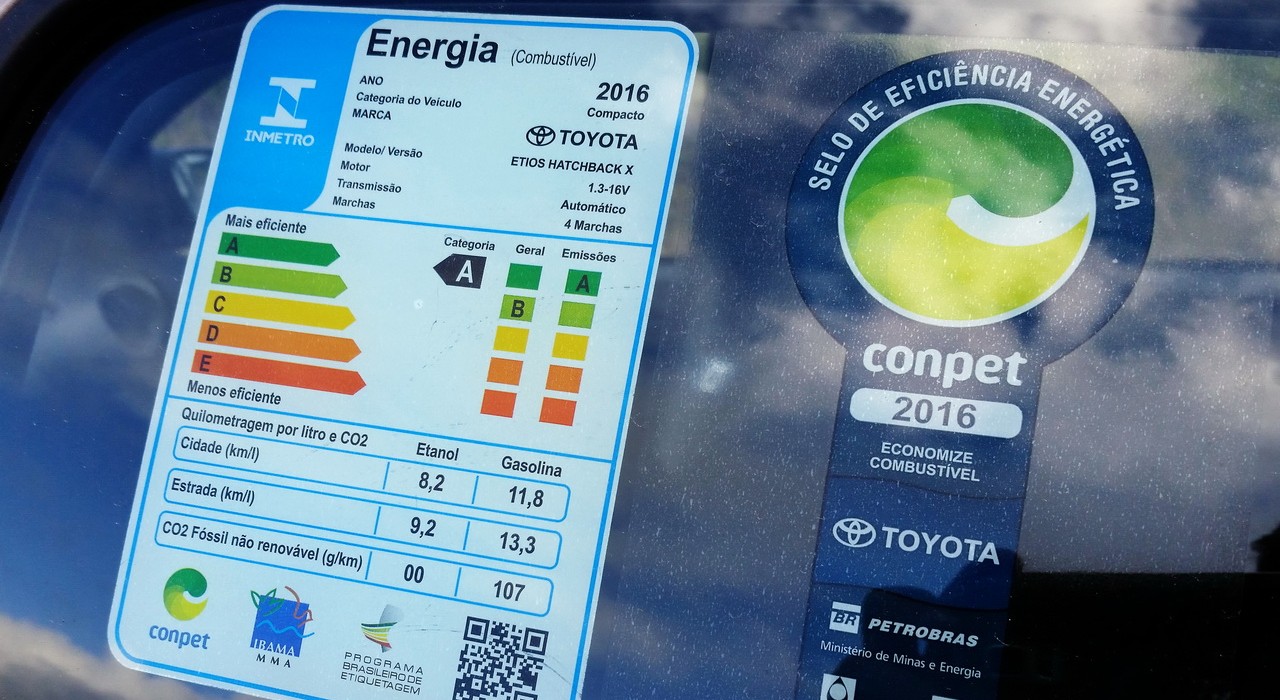 INMETRO
Energia (Combustível)
ANO 2016
Categoria do Veículo Compacto
MARCA TOYOTA
Modelo/ Versão ETIOS HATCHBACK X
Motor 1.3-16V
Transmissão Automático
Marchas 4 Marchas
Mais eficiente
Categoria Geral Emissões
A A A
B B
C
D
E
Menos eficiente
Quilometragem por litro e CO2 Etanol Gasolina
Cidade (km/l) 8,2 11,8
Estrada (km/l) 9,2 13,3
CO2 Fóssil não renovável (g/km) 00 107
conpet
IBAMA
M M A
PROGRAMA
BRASILEIRO DE
ETIQUETAGEM
SELO DE EFICIÊNCIA ENERGÉTICA
conpet
2016
ECONOMIZE
COMBUSTÍVEL
TOYOTA
BR PETROBRAS
Ministério de Minas e Energia